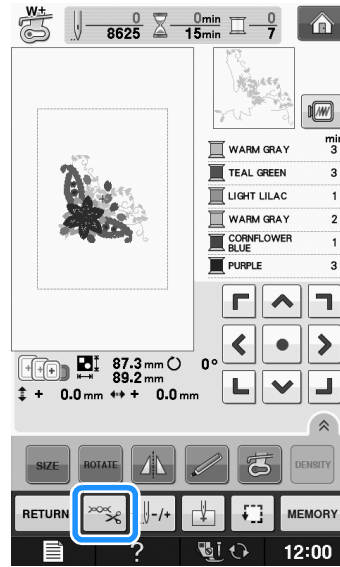 W+
0
8625
0min
15min
0
7
min
WARM GRAY 3
TEAL GREEN 3
LIGHT LILAC 1
WARM GRAY 2
CORNFLOWER BLUE 1
PURPLE 3
87.3 mm 0°
89.2 mm
+ 0.0 mm + 0.0 mm
SIZE ROTATE DENSITY
RETURN -/+ MEMORY
? 12:00